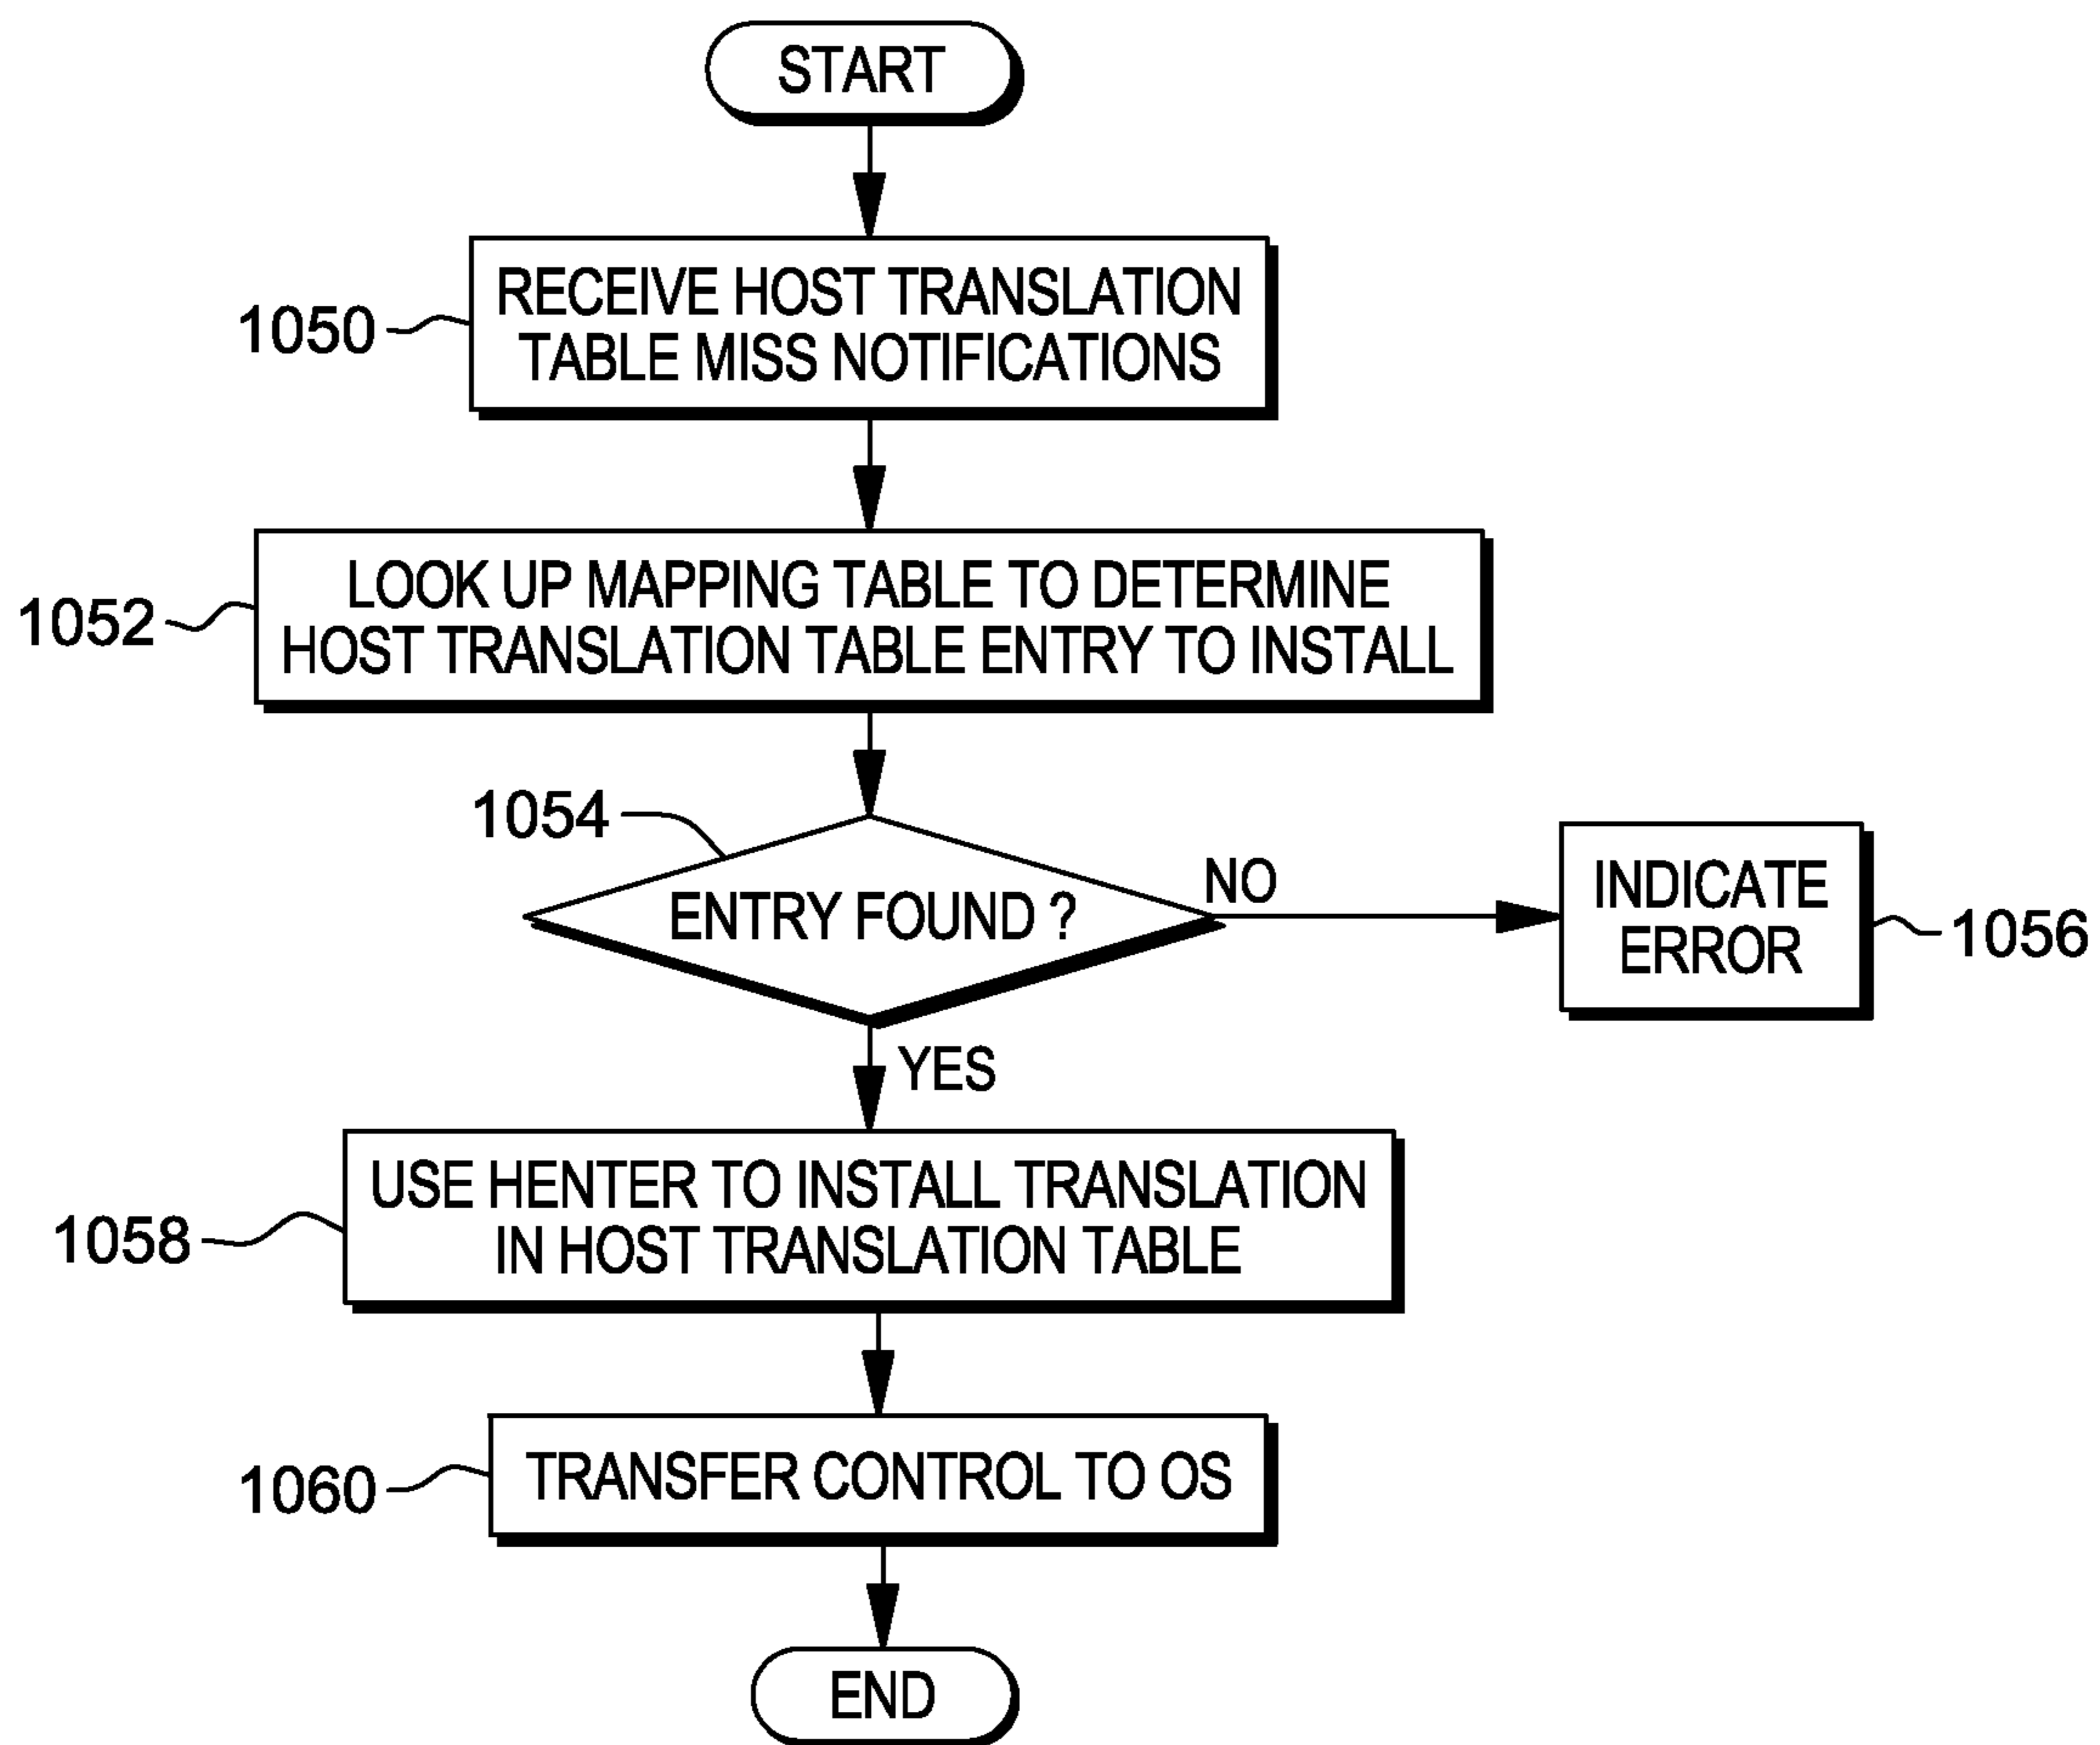 START
RECEIVE HOST TRANSLATION
TABLE MISS NOTIFICATIONS
1050
LOOK UP MAPPING TABLE TO DETERMINE
HOST TRANSLATION TABLE ENTRY TO INSTALL
1052
1054
ENTRY FOUND ?
NO
INDICATE
ERROR
1056
YES
USE HENTER TO INSTALL TRANSLATION
IN HOST TRANSLATION TABLE
1058
TRANSFER CONTROL TO OS
1060
END